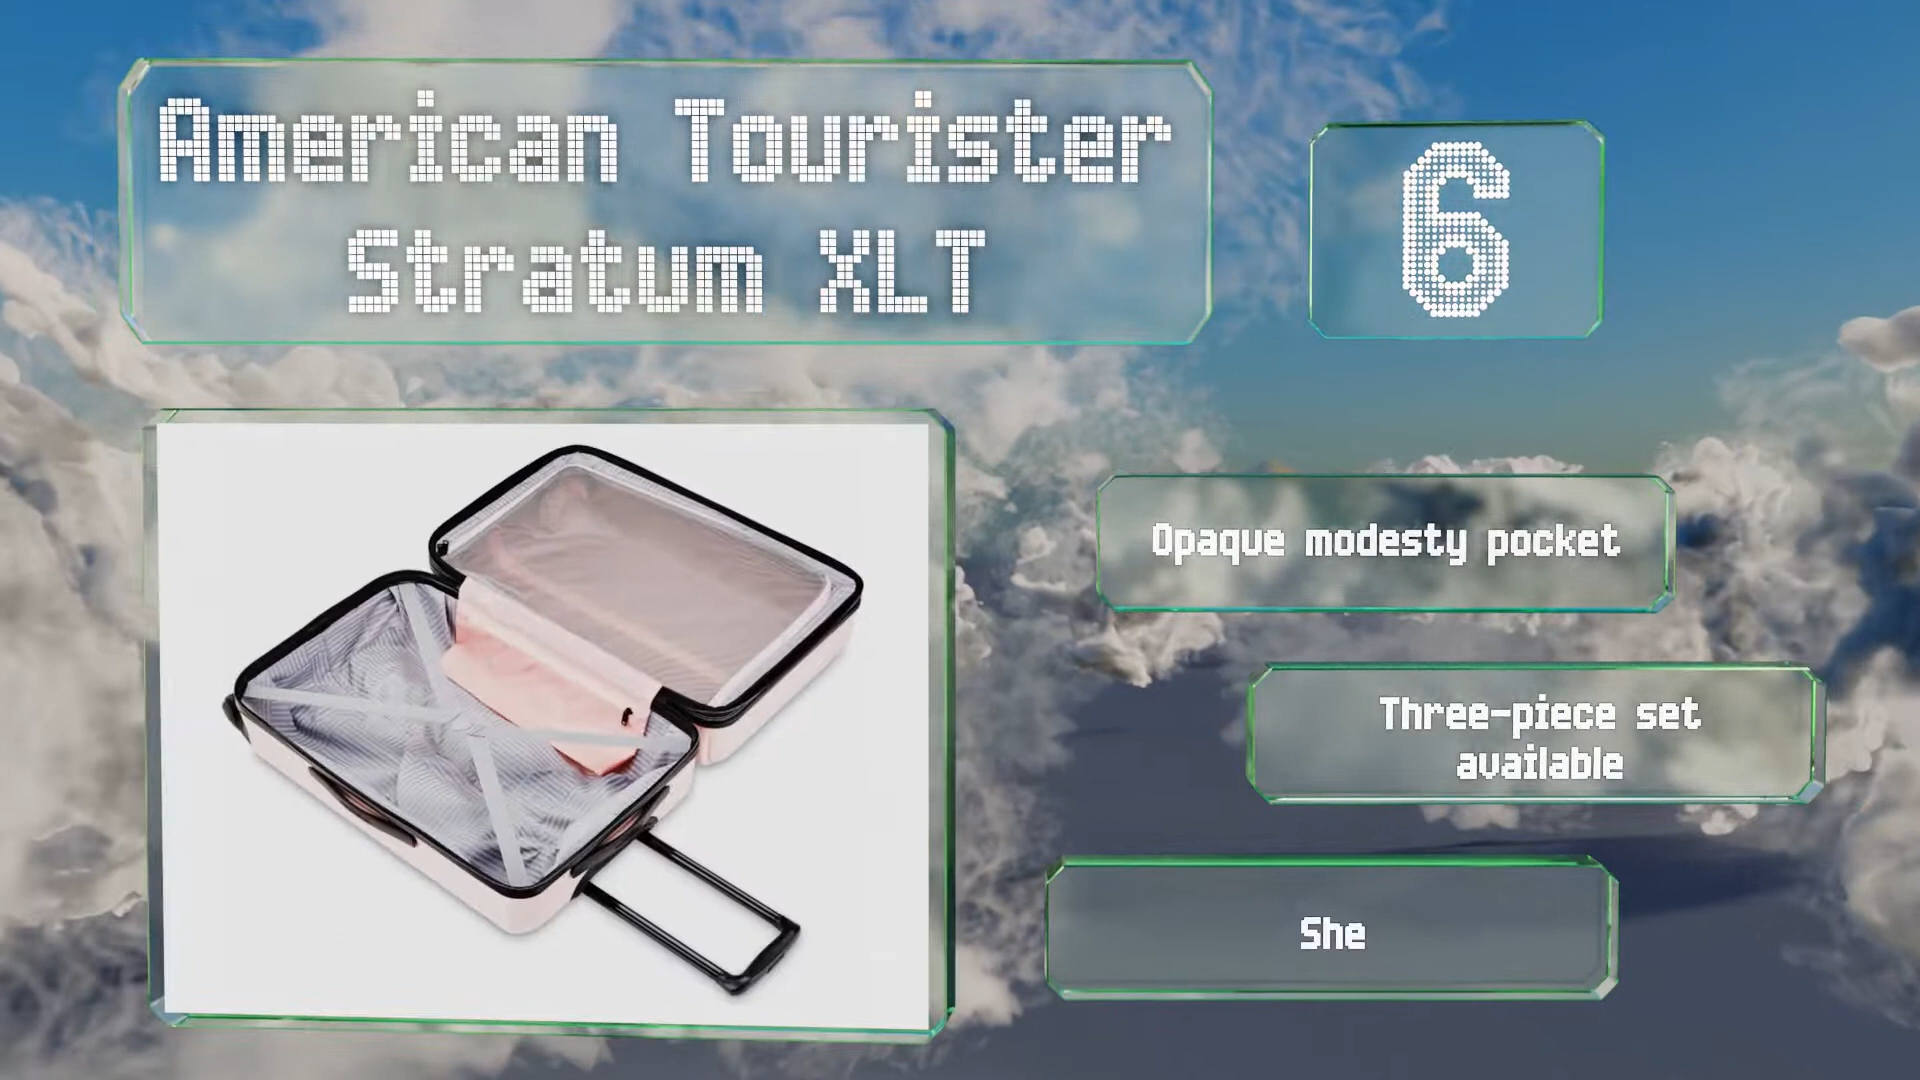 American Tourister
Stratum XLT
6
Opaque modesty pocket
Three-piece set
available
She